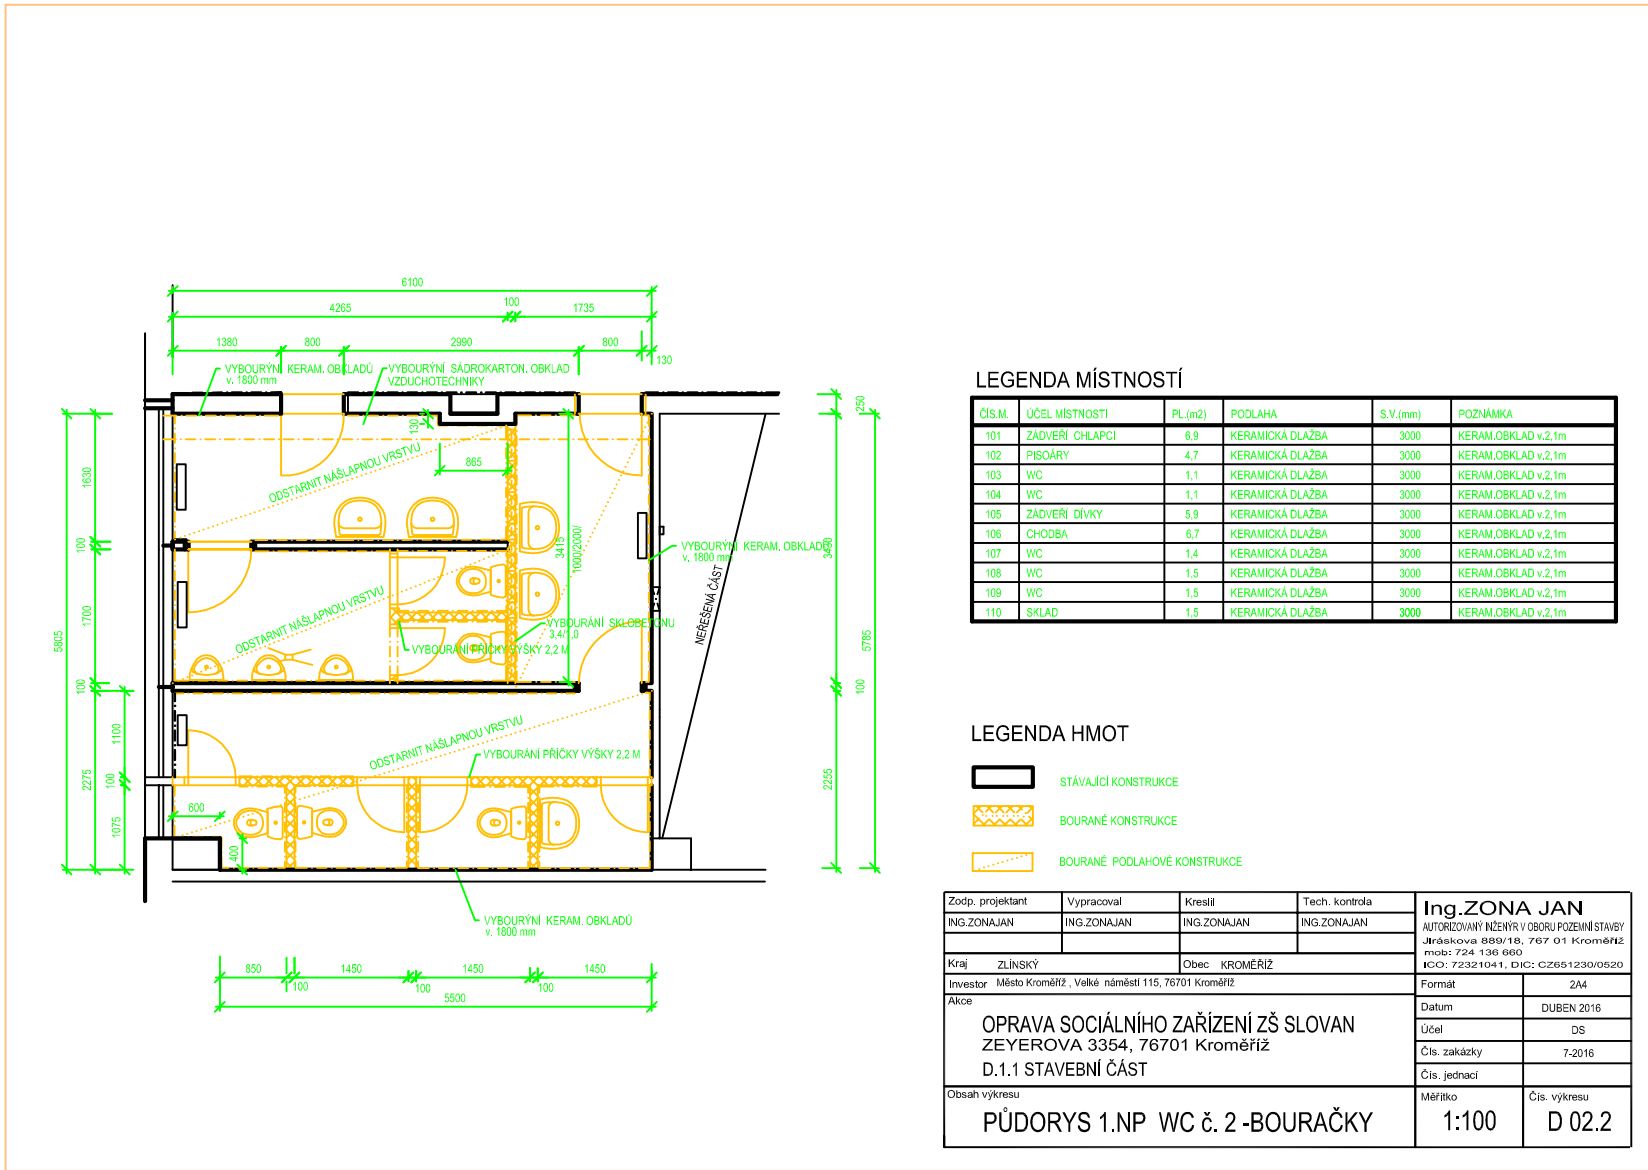 6100
4265
100
1735
1380
800
2990
800
130
VYBOURÝNÍ KERAM. OBKLADŮ
v. 1800 mm
VYBOURÝNÍ SÁDROKARTON. OBKLAD
VZDUCHOTECHNIKY
250
130
865
ODSTARNIT NÁŠLAPNOU VRSTVU
1630
100
1700
100
5805
1100
100
1075
2275
3415
1000/2000/
VYBOURÝNÍ KERAM. OBKLADŮ
v. 1800 mm
3490
5785
100
2255
NEŘEŠENÁ ČÁST
ODSTARNIT NÁŠLAPNOU VRSTVU
VYBOURÁNÍ SKLOBETONU
3.4/1,0
VYBOURÁNÍ PŘÍČKY VÝŠKY 2,2 M
ODSTARNIT NÁŠLAPNOU VRSTVU
VYBOURÁNÍ PŘÍČKY VÝŠKY 2,2 M
600
400
VYBOURÝNÍ KERAM. OBKLADŮ
v. 1800 mm
850
100
1450
100
1450
100
1450
5500
LEGENDA MÍSTNOSTÍ
ČÍS.M. ÚČEL MÍSTNOSTI PL.(m2) PODLAHA S.V.(mm) POZNÁMKA
101 ZÁDVEŘÍ CHLAPCI 6,9 KERAMICKÁ DLAŽBA 3000 KERAM.OBKLAD v.2,1m
102 PISOÁRY 4,7 KERAMICKÁ DLAŽBA 3000 KERAM.OBKLAD v.2,1m
103 WC 1,1 KERAMICKÁ DLAŽBA 3000 KERAM.OBKLAD v.2,1m
104 WC 1,1 KERAMICKÁ DLAŽBA 3000 KERAM.OBKLAD v.2,1m
105 ZÁDVEŘÍ DÍVKY 5,9 KERAMICKÁ DLAŽBA 3000 KERAM.OBKLAD v.2,1m
106 CHODBA 6,7 KERAMICKÁ DLAŽBA 3000 KERAM.OBKLAD v.2,1m
107 WC 1,4 KERAMICKÁ DLAŽBA 3000 KERAM.OBKLAD v.2,1m
108 WC 1,5 KERAMICKÁ DLAŽBA 3000 KERAM.OBKLAD v.2,1m
109 WC 1,5 KERAMICKÁ DLAŽBA 3000 KERAM.OBKLAD v.2,1m
110 SKLAD 1,5 KERAMICKÁ DLAŽBA 3000 KERAM.OBKLAD v.2,1m
LEGENDA HMOT
STÁVAJÍCÍ KONSTRUKCE
BOURANÉ KONSTRUKCE
BOURANÉ PODLAHOVÉ KONSTRUKCE
Zodp. projektant Vypracoval Kreslil Tech. kontrola
ING.ZONAJAN ING.ZONAJAN ING.ZONAJAN ING.ZONAJAN
Ing.ZONA JAN
AUTORIZOVANÝ INŽENÝR V OBORU POZEMNÍ STAVBY
Jiráskova 889/18, 767 01 Kroměříž
mob: 724 136 660
ICO: 72321041, DIC: CZ651230/0520
Kraj ZLÍNSKÝ Obec KROMĚŘÍŽ
Investor Město Kroměříž , Velké náměstí 115, 76701 Kroměříž
Formát 2A4
Akce
OPRAVA SOCIÁLNÍHO ZAŘÍZENÍ ZŠ SLOVAN
ZEYEROVA 3354, 76701 Kroměříž
D.1.1 STAVEBNÍ ČÁST
Datum DUBEN 2016
Účel DS
Čís. zakázky 7-2016
Čís. jednací
Obsah výkresu
PŮDORYS 1.NP WC č. 2 -BOURAČKY
Měřítko
1:100
Čís. výkresu
D 02.2